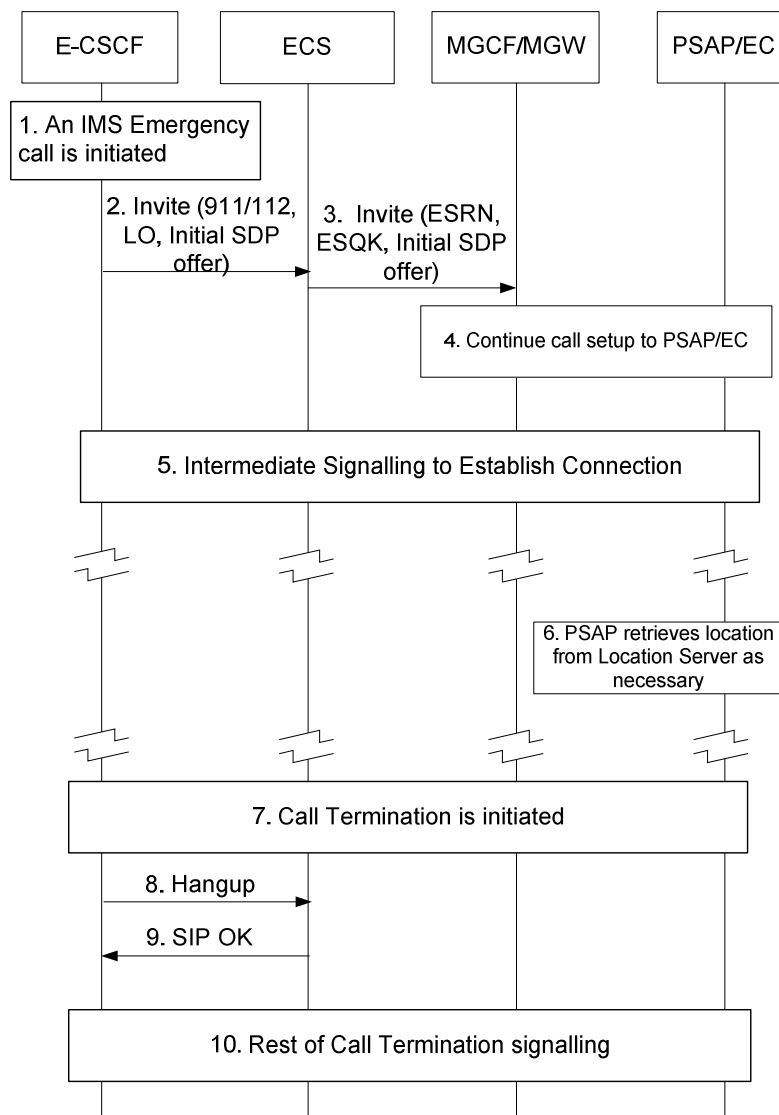 E-CSCF
ECS
MGCF/MGW
PSAP/EC
1. An IMS Emergency
call is initiated
2. Invite (911/112,
LO, Initial SDP
offer)
3. Invite (ESRN,
ESQK, Initial SDP
offer)
4. Continue call setup to PSAP/EC
5. Intermediate Signalling to Establish Connection
6. PSAP retrieves location
from Location Server as
necessary
7. Call Termination is initiated
8. Hangup
9. SIP OK
10. Rest of Call Termination signalling